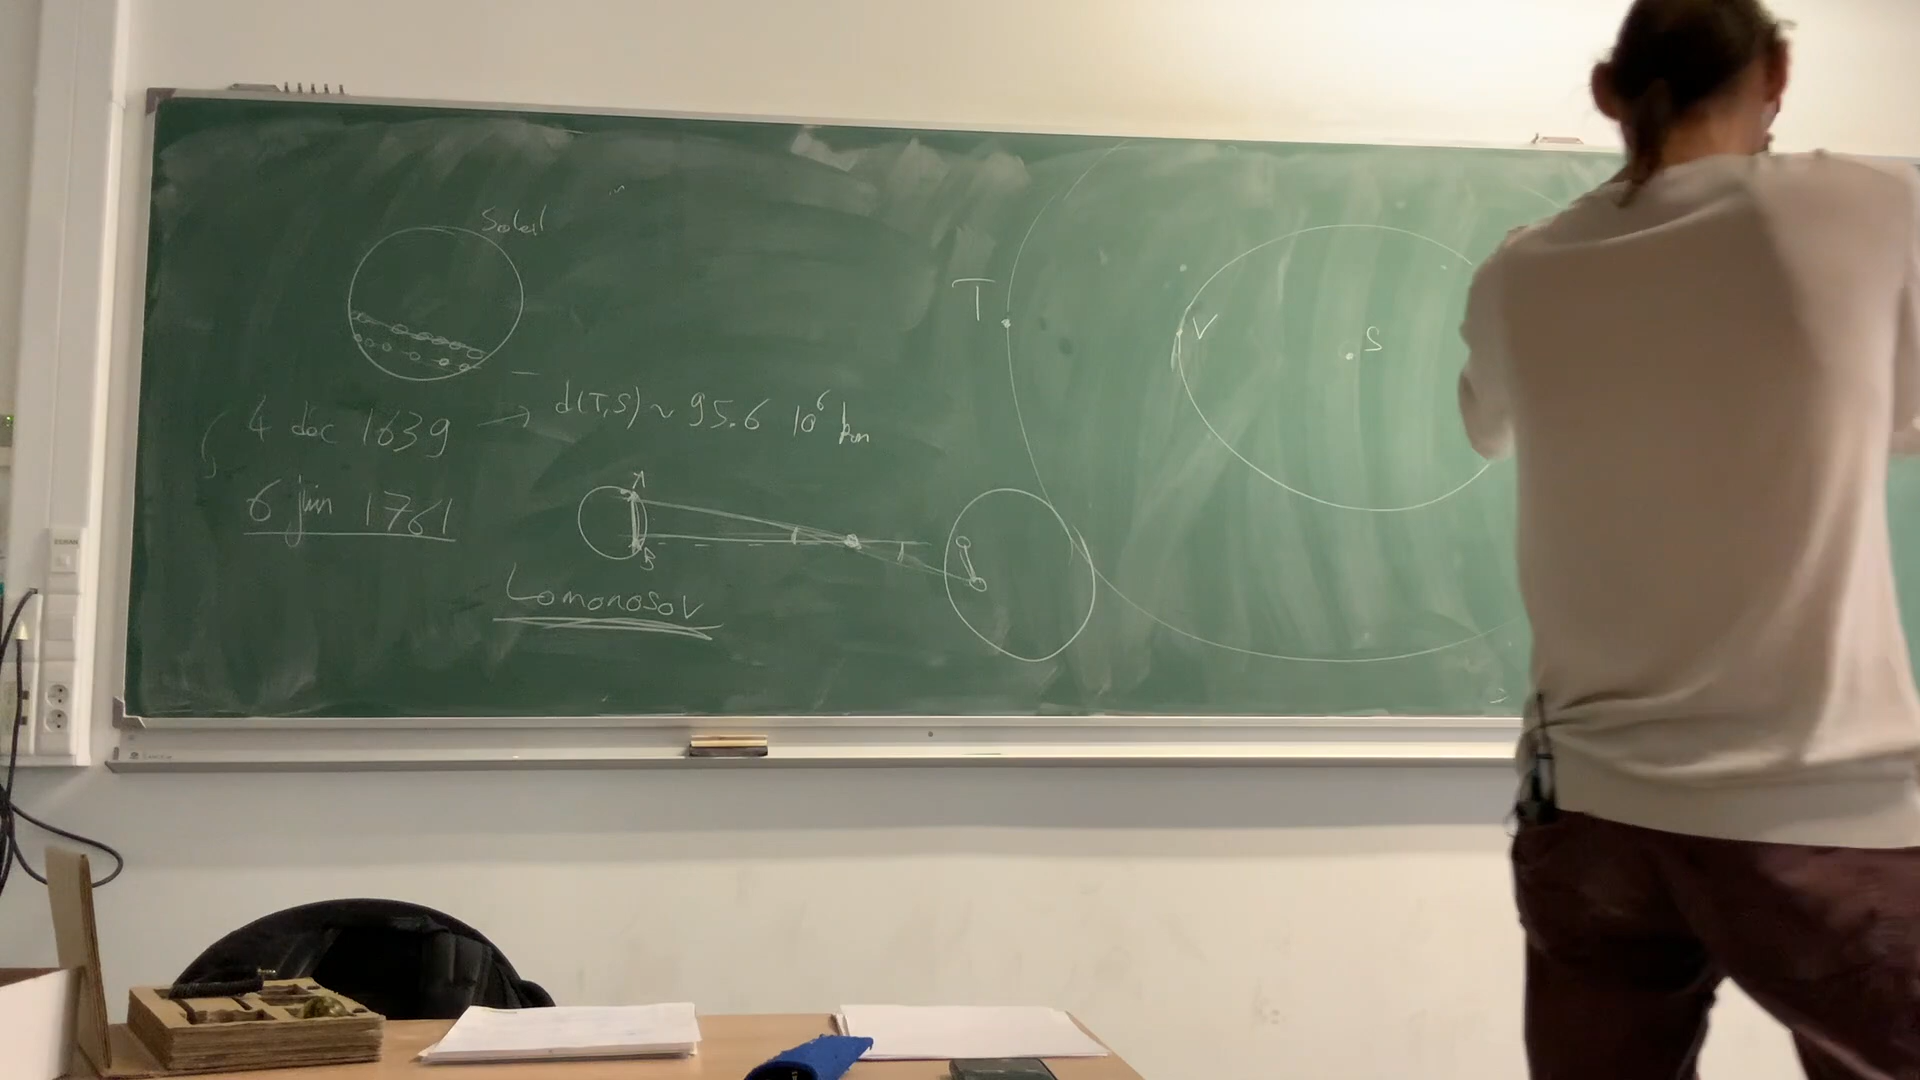 Soleil
4 déc 1639 → d(T,S) ~ 95.6 10⁶ km
6 juin 1761
A
B
Lomonosov
T
V
S